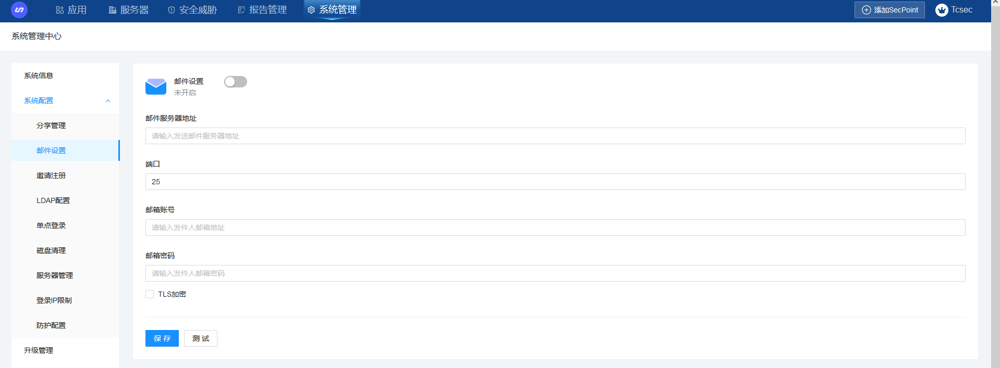 应用 服务器 安全威胁 报告管理 系统管理 添加SecPoint Tcsec
系统管理中心
系统信息
系统配置
分享管理
邮件设置
邀请注册
LDAP配置
单点登录
磁盘清理
服务器管理
登录IP限制
防护配置
升级管理
邮件设置
未开启
邮件服务器地址
请输入发送邮件服务器地址
端口
25
邮箱账号
请输入发件人邮箱地址
邮箱密码
请输入发件人邮箱密码
TLS加密
保存 测试